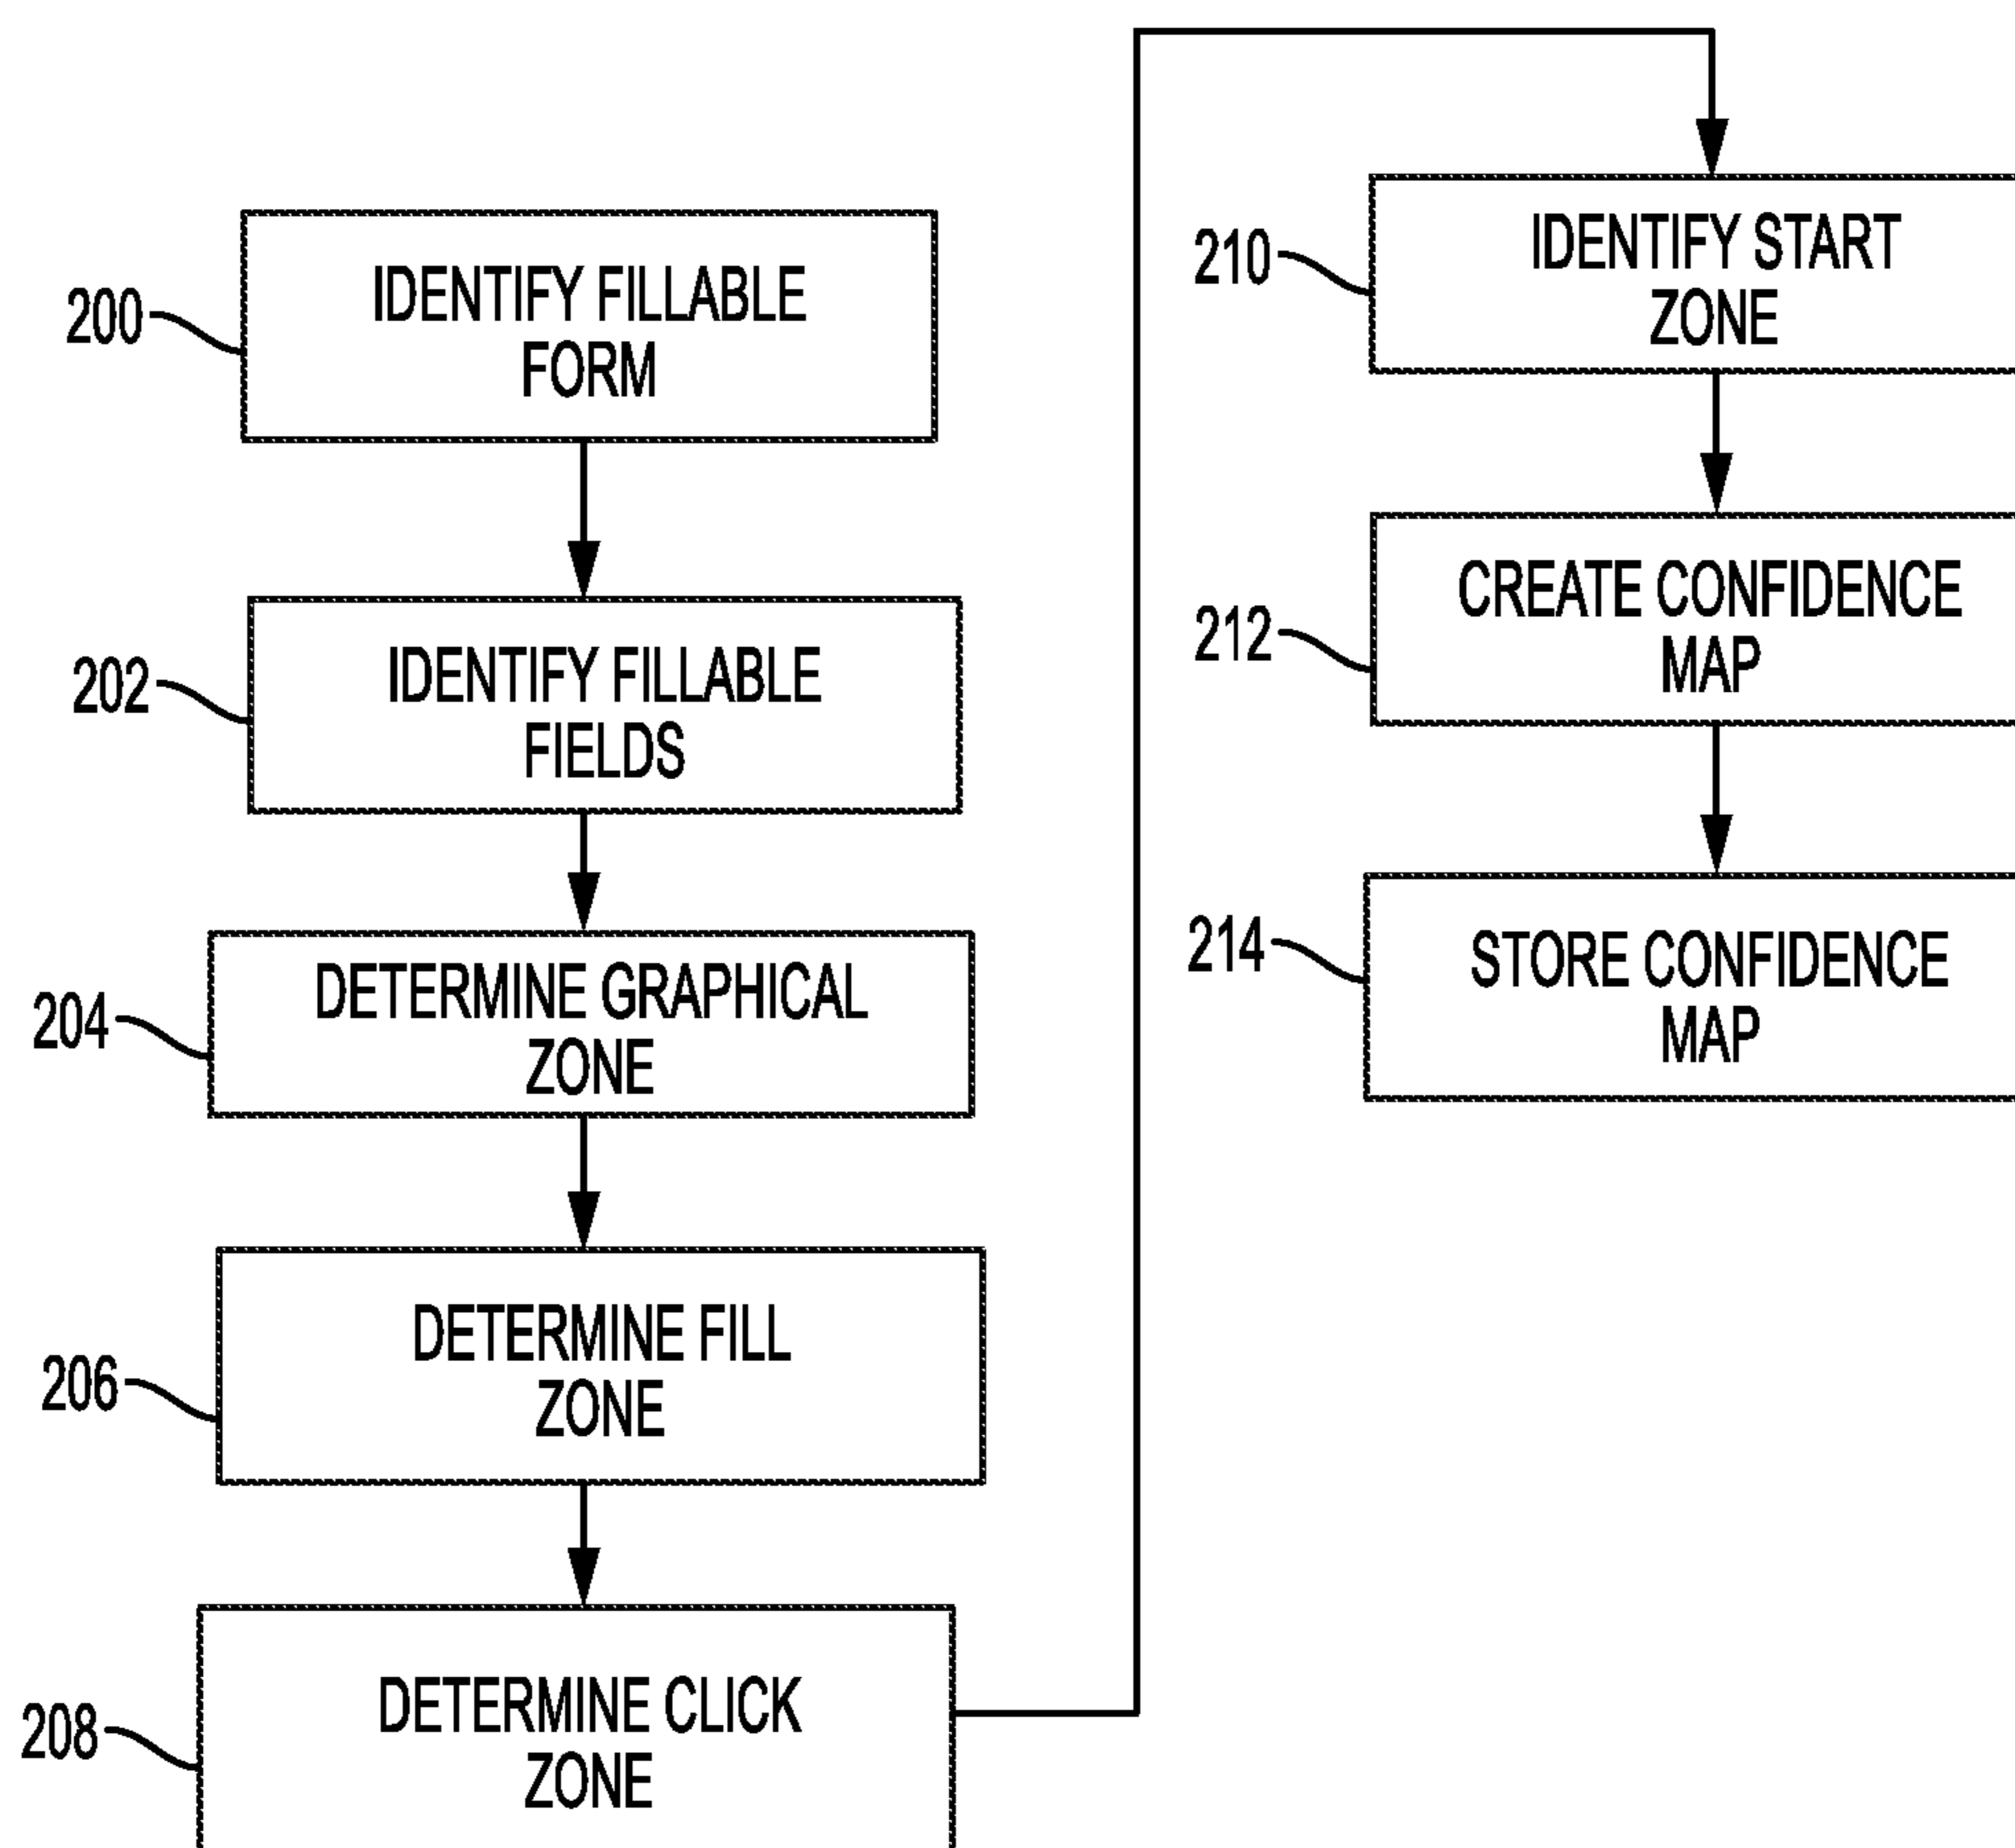 200
IDENTIFY FILLABLE
FORM
202
IDENTIFY FILLABLE
FIELDS
204
DETERMINE GRAPHICAL
ZONE
206
DETERMINE FILL
ZONE
208
DETERMINE CLICK
ZONE
210
IDENTIFY START
ZONE
212
CREATE CONFIDENCE
MAP
214
STORE CONFIDENCE
MAP